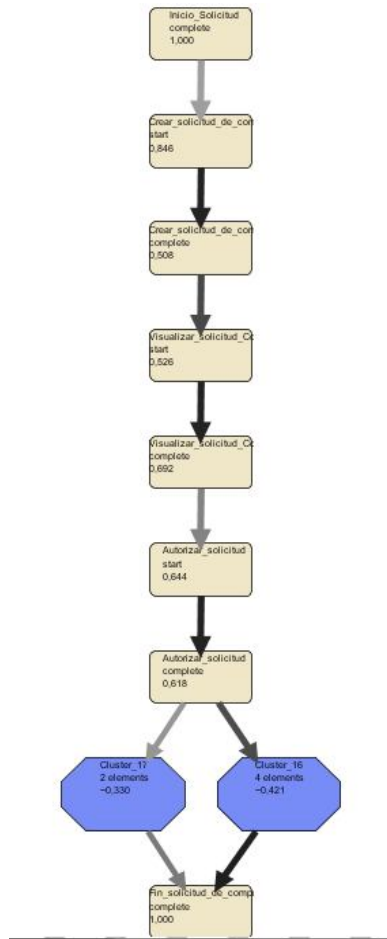 Inicio_Solicitud
complete
1,000
Crear_solicitud_de_con
start
0,846
Crear_solicitud_de_con
complete
0,508
Visualizar_solicitud_Co
start
0,526
Visualizar_solicitud_Co
complete
0,692
Autorizar_solicitud
start
0,644
Autorizar_solicitud
complete
0,618
Cluster_17
2 elements
~0,330
Cluster_16
4 elements
~0,421
Fin_solicitud_de_comp
complete
1,000